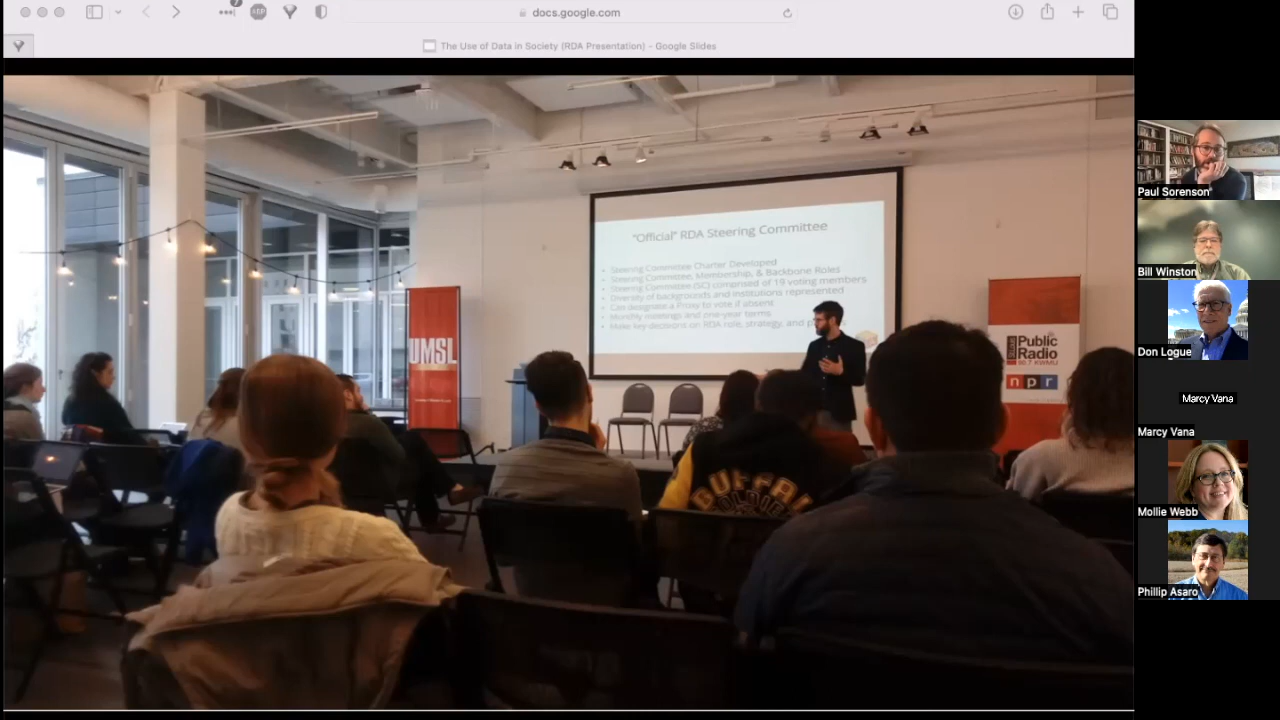 docs.google.com
The Use of Data in Society (RDA Presentation) – Google Slides
"Official" RDA Steering Committee
• Steering Committee Charter Developed
• Steering Committee, Membership, & Backbone Roles
• Steering Committee (SC) comprised of 19 voting members
• Diversity of backgrounds and institutions represented
• Can designate a Proxy to vote if absent
• Monthly meetings and one-year terms
• Make key decisions on RDA role, strategy, and
UMSL
Public
Radio
90.7 KWMU
npr
BUFFALO
Paul Sorenson
Bill Winston
Don Logue
Marcy Vana
Marcy Vana
Mollie Webb
Phillip Asaro